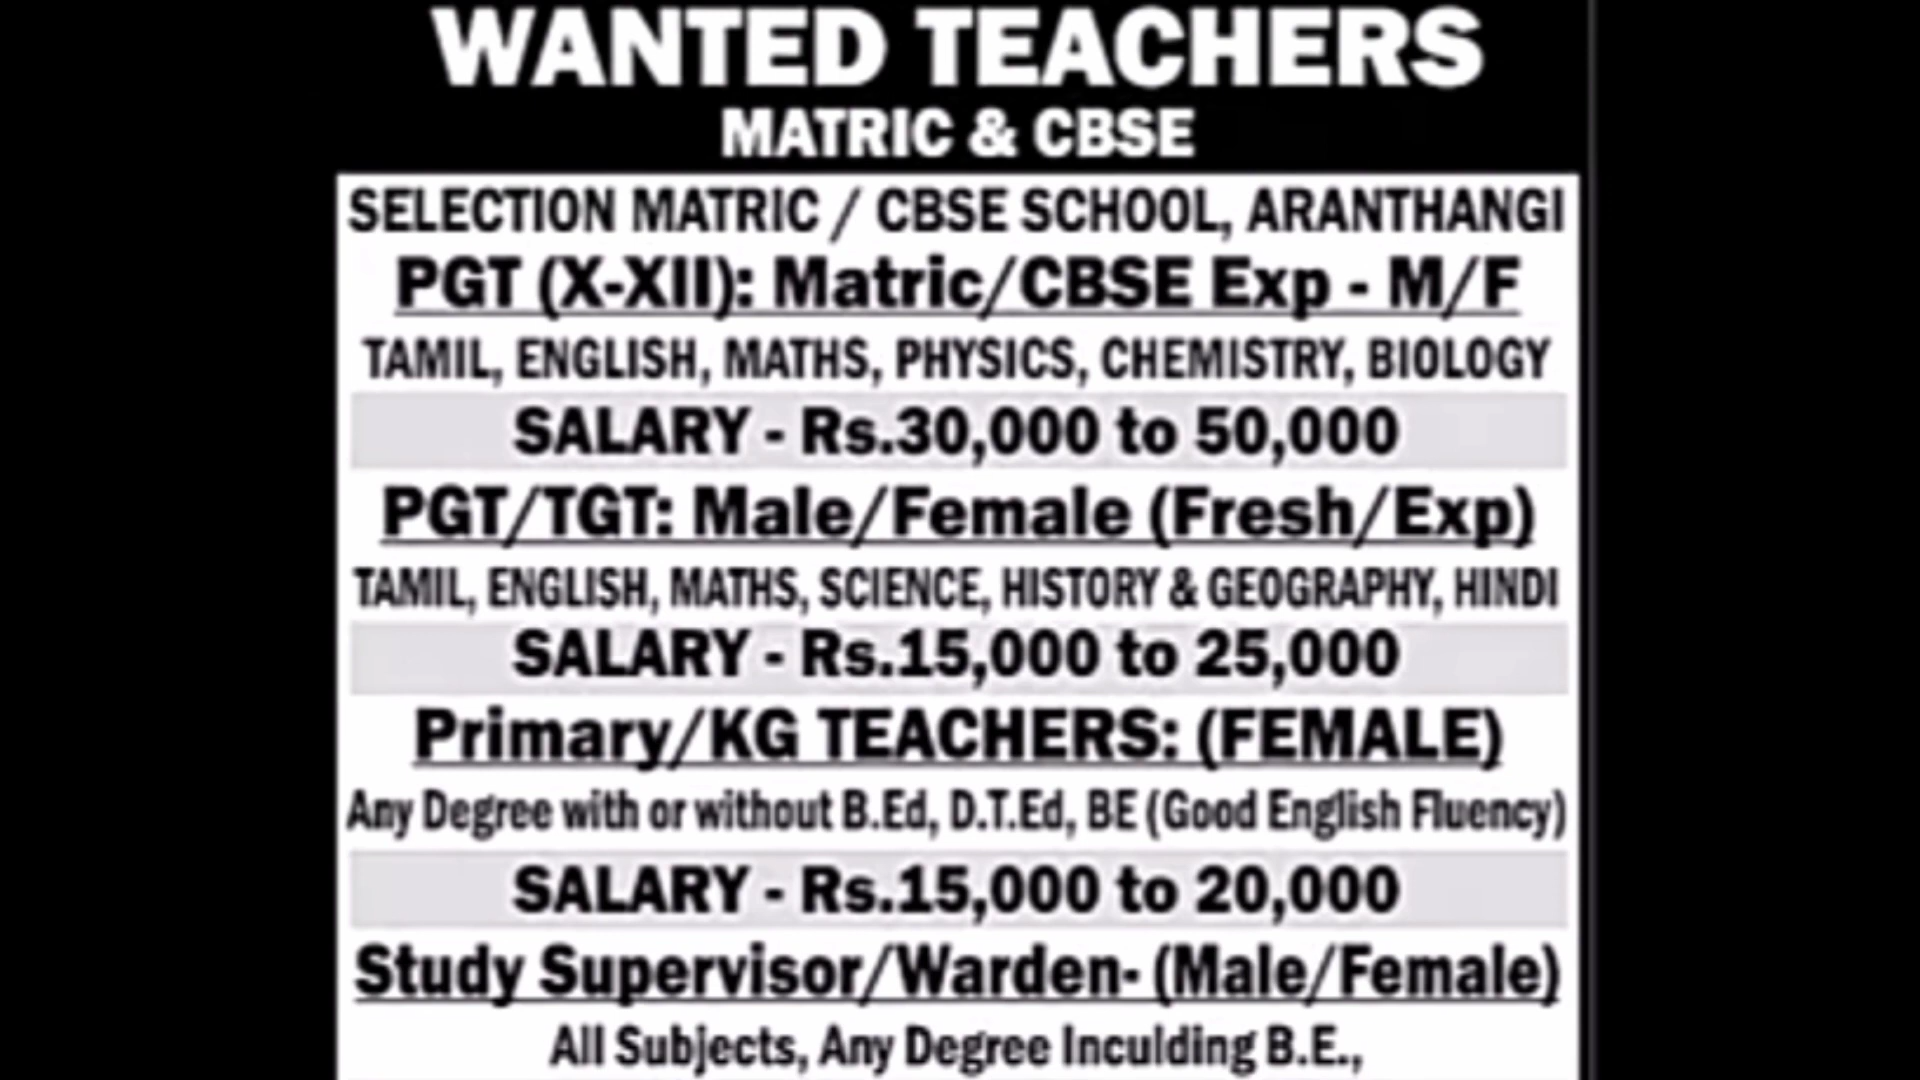 WANTED TEACHERS
MATRIC & CBSE
SELECTION MATRIC / CBSE SCHOOL, ARANTHANGI
PGT (X-XII): Matric/CBSE Exp - M/F
TAMIL, ENGLISH, MATHS, PHYSICS, CHEMISTRY, BIOLOGY
SALARY - Rs.30,000 to 50,000
PGT/TGT: Male/Female (Fresh/Exp)
TAMIL, ENGLISH, MATHS, SCIENCE, HISTORY & GEOGRAPHY, HINDI
SALARY - Rs.15,000 to 25,000
Primary/KG TEACHERS: (FEMALE)
Any Degree with or without B.Ed, D.T.Ed, BE (Good English Fluency)
SALARY - Rs.15,000 to 20,000
Study Supervisor/Warden- (Male/Female)
All Subjects, Any Degree Inculding B.E.,